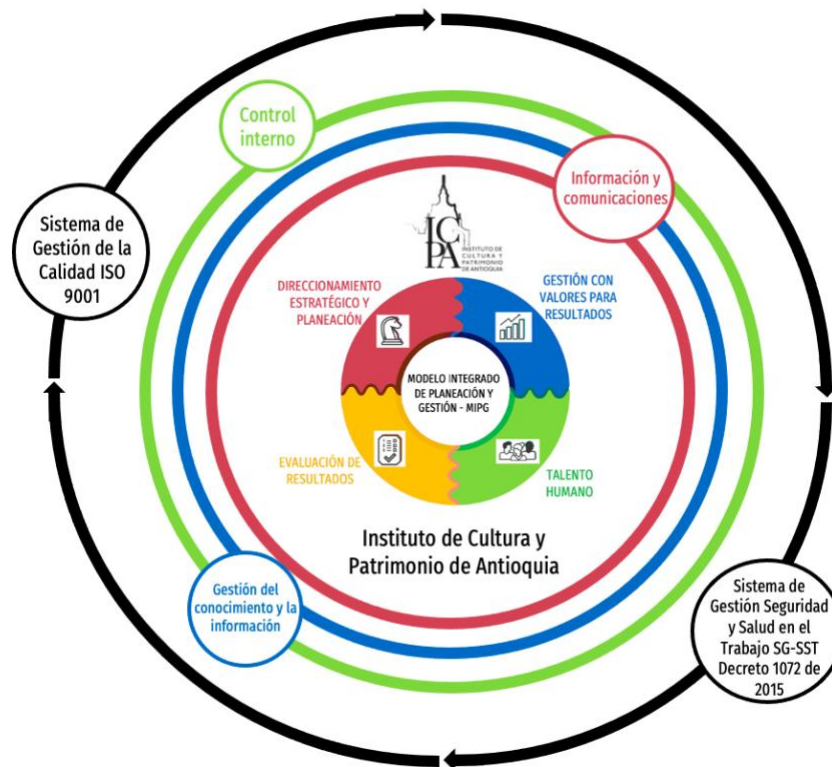 Control
interno
Información y
comunicaciones
Sistema de
Gestión de la
Calidad ISO
9001
ICPA
INSTITUTO DE
CULTURA Y
PATRIMONIO
DE ANTIOQUIA
DIRECCIONAMIENTO
ESTRATÉGICO Y
PLANEACIÓN
GESTIÓN CON
VALORES PARA
RESULTADOS
MODELO INTEGRADO
DE PLANEACIÓN Y
GESTIÓN - MIPG
EVALUACIÓN DE
RESULTADOS
TALENTO
HUMANO
Instituto de Cultura y
Patrimonio de Antioquia
Gestión del
conocimiento y la
información
Sistema de
Gestión Seguridad
y Salud en el
Trabajo SG-SST
Decreto 1072 de
2015